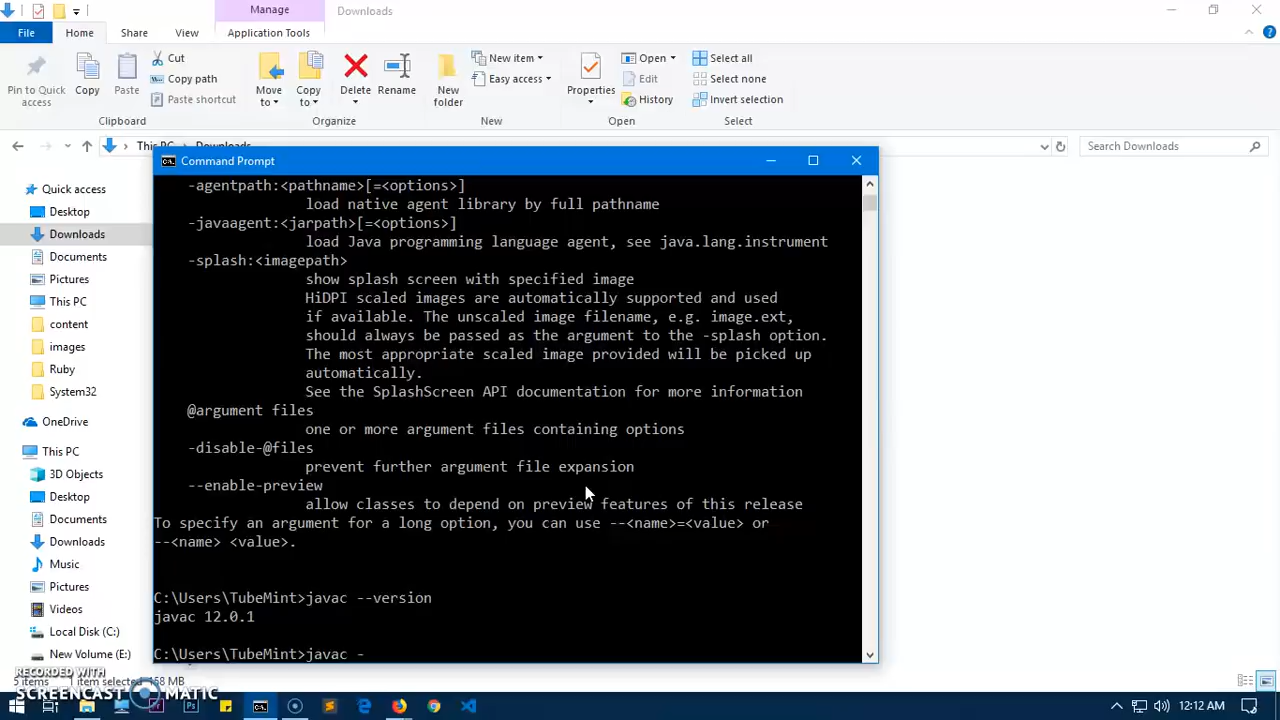 Manage
Downloads
File
Home
Share
View
Application Tools
Pin to Quick access
Copy
Paste
Cut
Copy path
Paste shortcut
Clipboard
Move to
Copy to
Delete
Rename
Organize
New folder
New item
Easy access
New
Properties
Open
Edit
History
Open
Select all
Select none
Invert selection
Select
This PC
Downloads
Search Downloads
Quick access
Desktop
Downloads
Documents
Pictures
This PC
content
images
Ruby
System32
OneDrive
This PC
3D Objects
Desktop
Documents
Downloads
Music
Pictures
Videos
Local Disk (C:)
New Volume (E:)
Command Prompt
-agentpath:<pathname>[=<options>]
load native agent library by full pathname
-javaagent:<jarpath>[=<options>]
load Java programming language agent, see java.lang.instrument
-splash:<imagepath>
show splash screen with specified image
HiDPI scaled images are automatically supported and used
if available. The unscaled image filename, e.g. image.ext,
should always be passed as the argument to the -splash option.
The most appropriate scaled image provided will be picked up
automatically.
See the SplashScreen API documentation for more information
@argument files
one or more argument files containing options
-disable-@files
prevent further argument file expansion
--enable-preview
allow classes to depend on preview features of this release
To specify an argument for a long option, you can use --<name>=<value> or
--<name> <value>.
C:\Users\TubeMint>javac --version
javac 12.0.1
C:\Users\TubeMint>javac -
5 items
1 item selected
158 MB
RECORDED WITH
SCREENCAST MATIC
12:12 AM